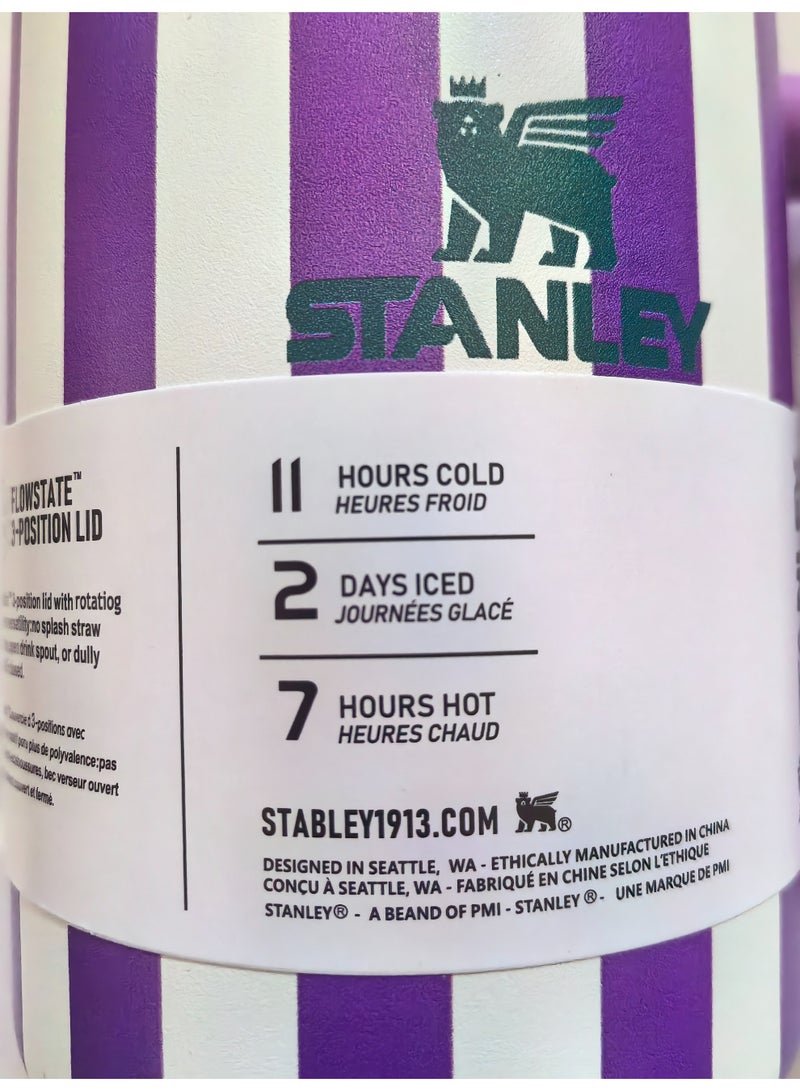 STANLEY
FLOWSTATE™
3-POSITION LID
position lid with rotatiog
no splash straw
drink spout, or dully
3-positions avec
plus de polyvalence:pas
bec verseur ouvert
et fermé.
11 HOURS COLD
HEURES FROID
2 DAYS ICED
JOURNÉES GLACÉ
7 HOURS HOT
HEURES CHAUD
STABLEY1913.COM ®
DESIGNED IN SEATTLE, WA - ETHICALLY MANUFACTURED IN CHINA
CONÇU À SEATTLE, WA - FABRIQUÉ EN CHINE SELON L'ETHIQUE
STANLEY® - A BEAND OF PMI - STANLEY ® - UNE MARQUE DE PMI